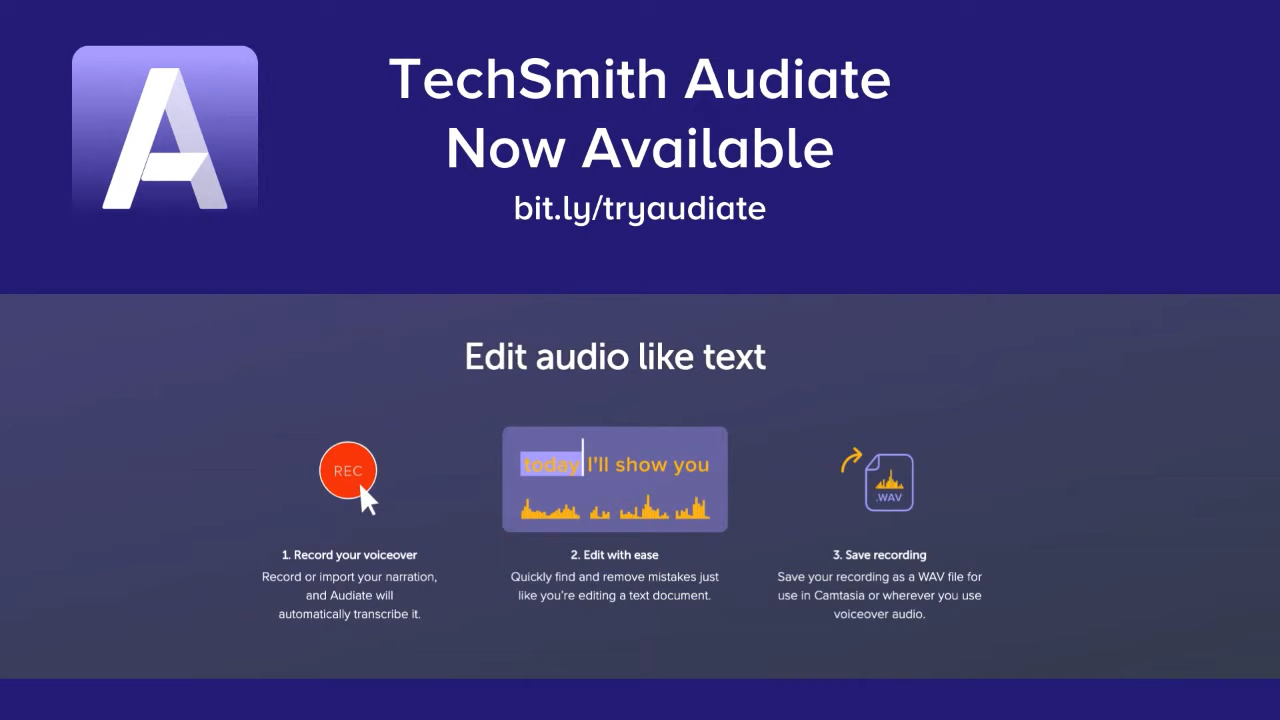 TechSmith Audiate
Now Available
bit.ly/tryaudiate
Edit audio like text
REC
today I'll show you
.WAV
1. Record your voiceover
Record or import your narration,
and Audiate will
automatically transcribe it.
2. Edit with ease
Quickly find and remove mistakes just
like you're editing a text document.
3. Save recording
Save your recording as a WAV file for
use in Camtasia or wherever you use
voiceover audio.